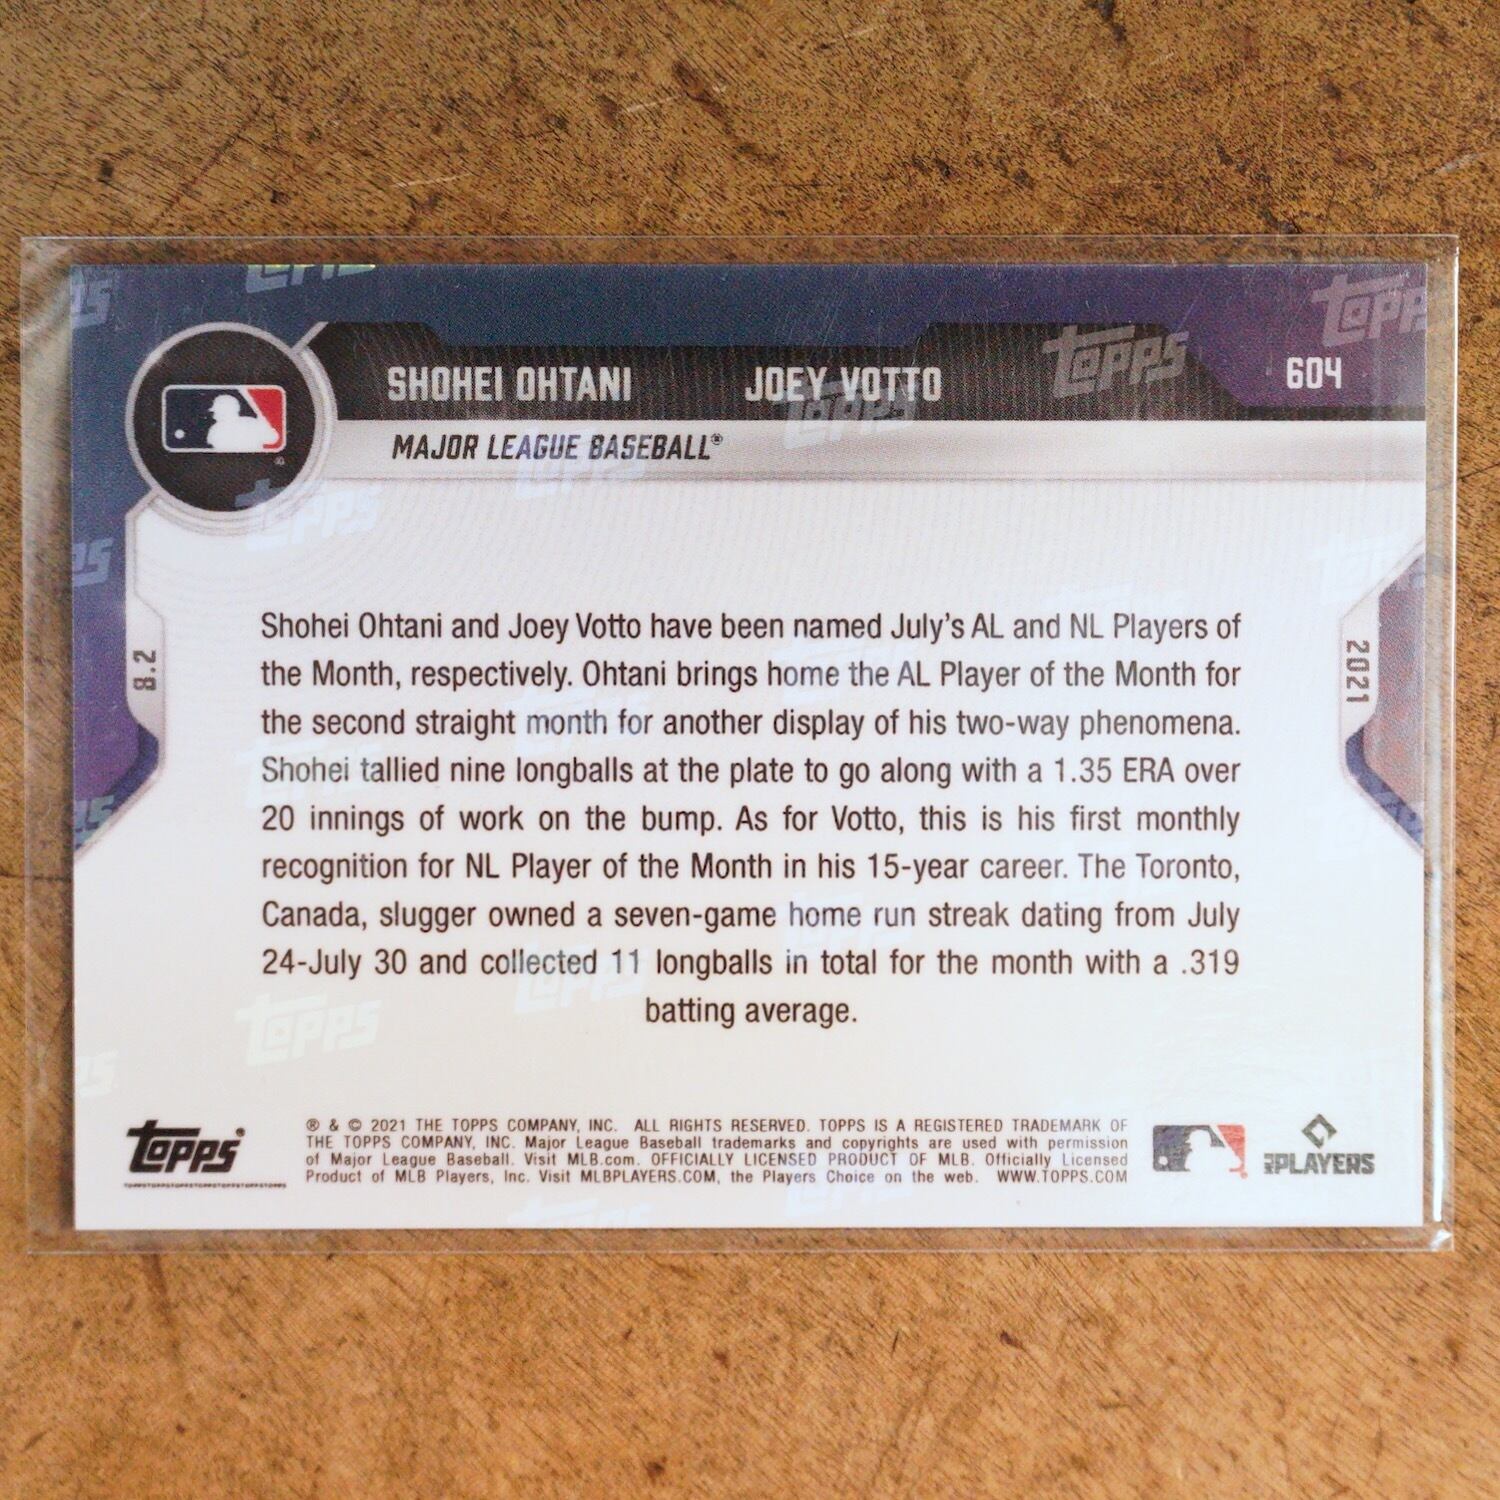 SHOHEI OHTANI JOEY VOTTO 604
MAJOR LEAGUE BASEBALL®
8.2
2021
Shohei Ohtani and Joey Votto have been named July's AL and NL Players of
the Month, respectively. Ohtani brings home the AL Player of the Month for
the second straight month for another display of his two-way phenomena.
Shohei tallied nine longballs at the plate to go along with a 1.35 ERA over
20 innings of work on the bump. As for Votto, this is his first monthly
recognition for NL Player of the Month in his 15-year career. The Toronto,
Canada, slugger owned a seven-game home run streak dating from July
24-July 30 and collected 11 longballs in total for the month with a .319
batting average.
Topps®
® & © 2021 THE TOPPS COMPANY, INC. ALL RIGHTS RESERVED. TOPPS IS A REGISTERED TRADEMARK OF
THE TOPPS COMPANY, INC. Major League Baseball trademarks and copyrights are used with permission
of Major League Baseball. Visit MLB.com. OFFICIALLY LICENSED PRODUCT OF MLB. Officially Licensed
Product of MLB Players, Inc. Visit MLBPLAYERS.COM, the Players Choice on the web. WWW.TOPPS.COM
PLAYERS